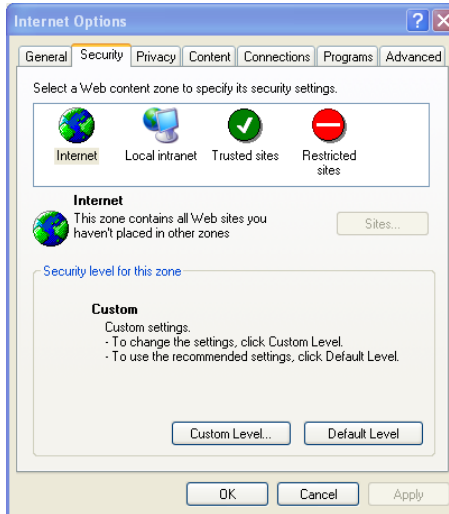 Internet Options
General Security Privacy Content Connections Programs Advanced
Select a Web content zone to specify its security settings.
Internet Local intranet Trusted sites Restricted sites
Internet
This zone contains all Web sites you
haven't placed in other zones
Sites...
Security level for this zone
Custom
Custom settings.
- To change the settings, click Custom Level.
- To use the recommended settings, click Default Level.
Custom Level... Default Level
OK Cancel Apply